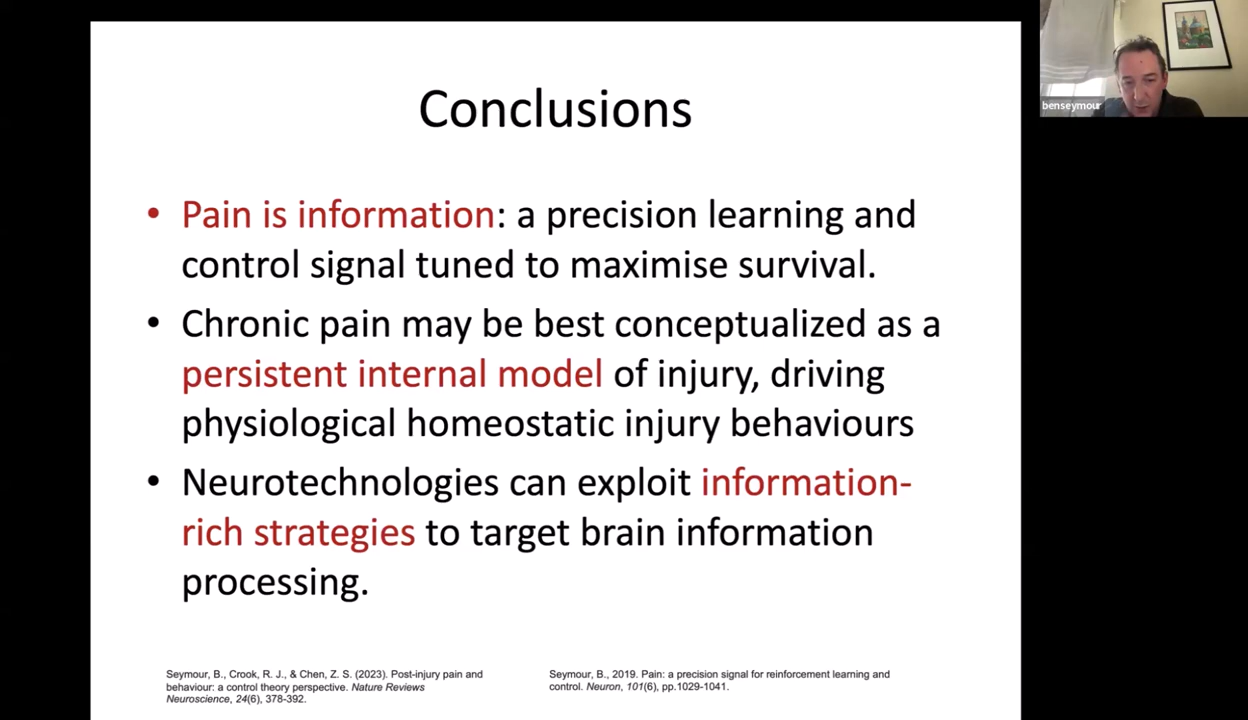 Conclusions
• Pain is information: a precision learning and
control signal tuned to maximise survival.
• Chronic pain may be best conceptualized as a
persistent internal model of injury, driving
physiological homeostatic injury behaviours
• Neurotechnologies can exploit information-
rich strategies to target brain information
processing.
Seymour, B., Crook, R. J., & Chen, Z. S. (2023). Post-injury pain and
behaviour: a control theory perspective. Nature Reviews
Neuroscience, 24(6), 378-392.
Seymour, B., 2019. Pain: a precision signal for reinforcement learning and
control. Neuron, 101(6), pp.1029-1041.
benseymour